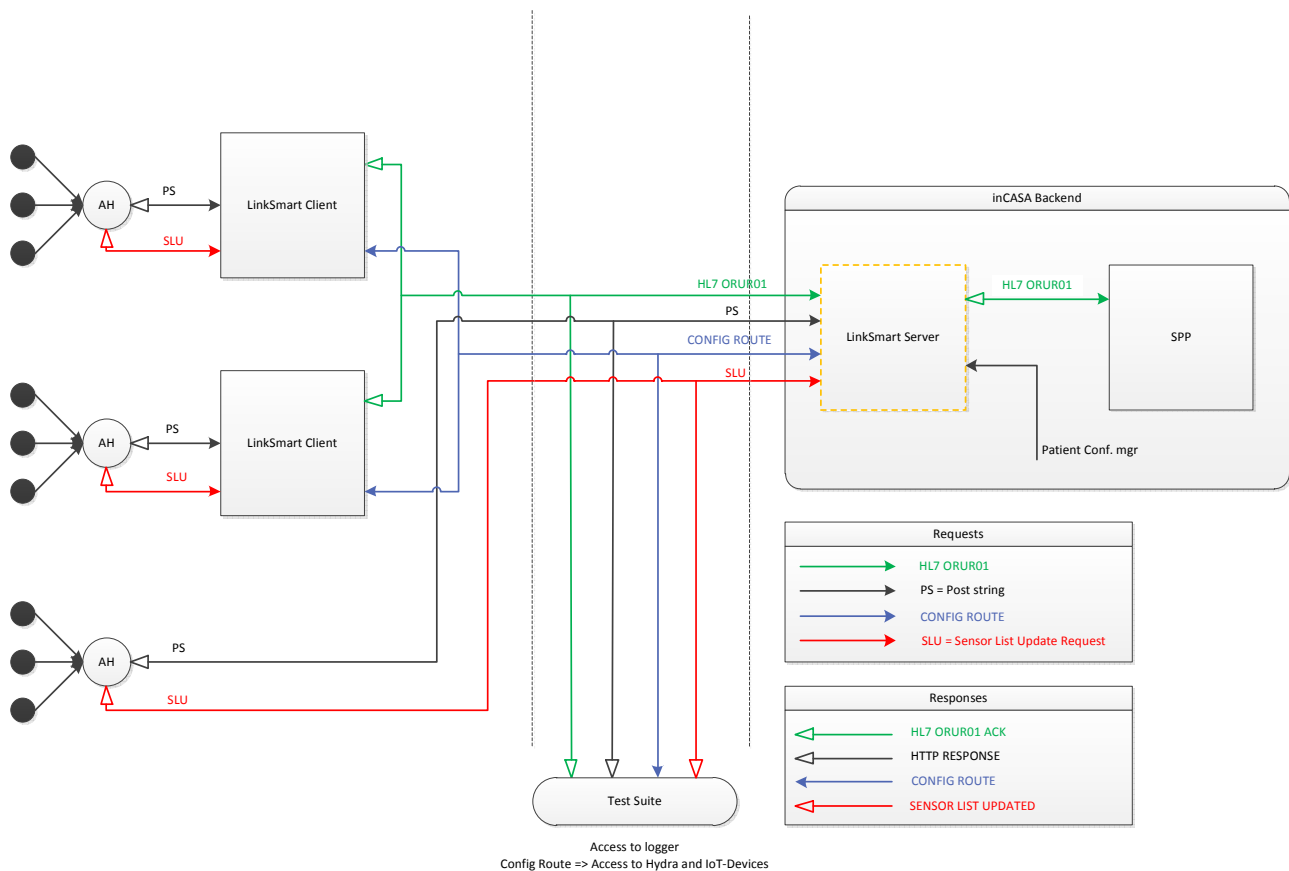 AH
PS
SLU
LinkSmart Client
AH
PS
SLU
LinkSmart Client
AH
PS
SLU
HL7 ORUR01
PS
CONFIG ROUTE
SLU
inCASA Backend
LinkSmart Server
HL7 ORUR01
SPP
Patient Conf. mgr
Requests
HL7 ORUR01
PS = Post string
CONFIG ROUTE
SLU = Sensor List Update Request
Responses
HL7 ORUR01 ACK
HTTP RESPONSE
CONFIG ROUTE
SENSOR LIST UPDATED
Test Suite
Access to logger
Config Route => Access to Hydra and IoT-Devices